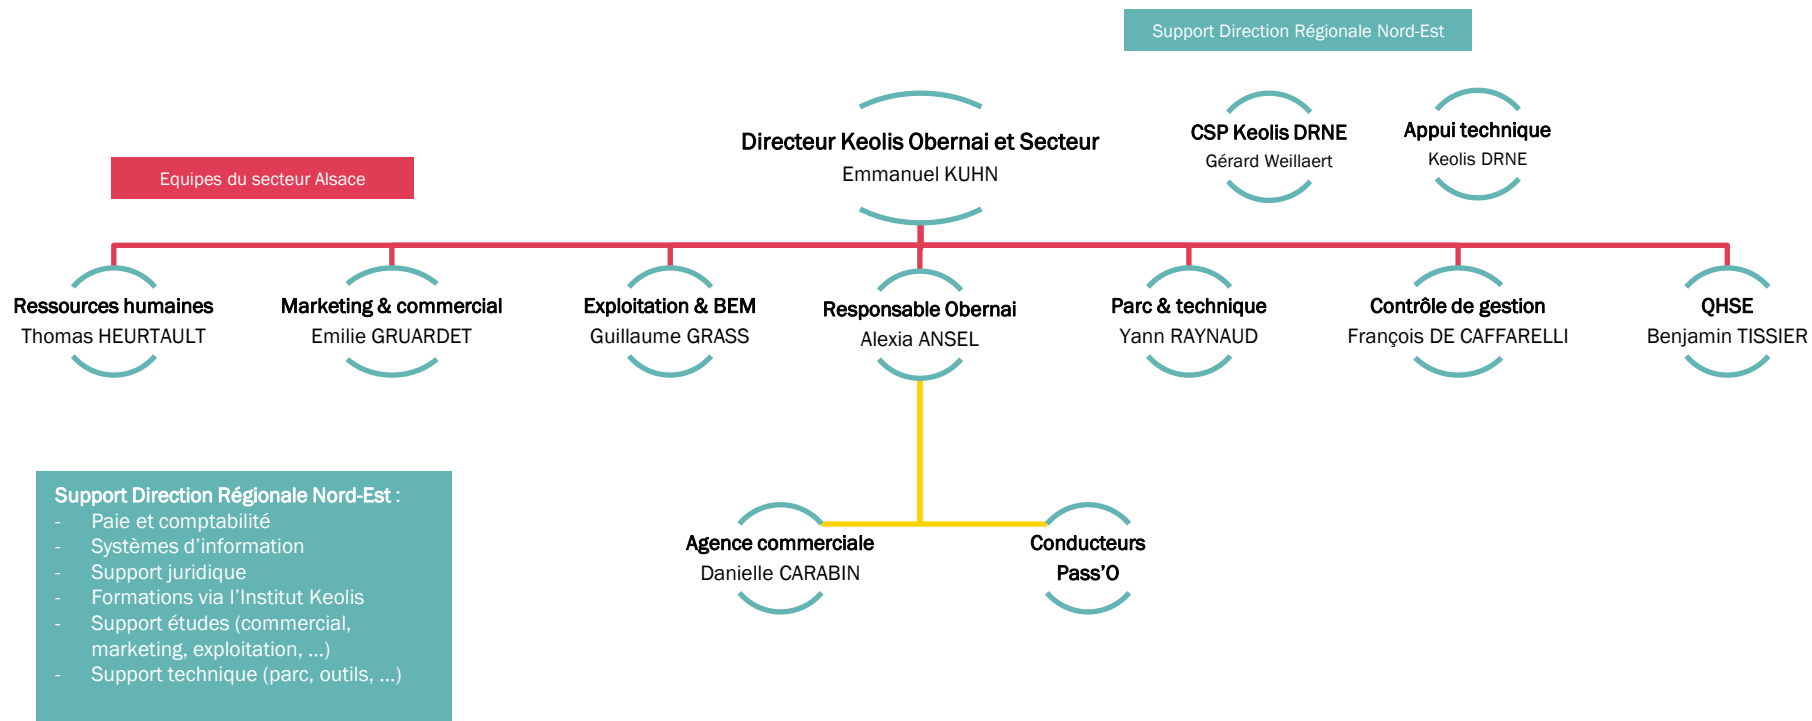 Support Direction Régionale Nord-Est
Directeur Keolis Obernai et Secteur
Emmanuel KUHN
CSP Keolis DRNE
Gérard Weillaert
Appui technique
Keolis DRNE
Equipes du secteur Alsace
Ressources humaines
Thomas HEURTAULT
Marketing & commercial
Emilie GRUARDET
Exploitation & BEM
Guillaume GRASS
Responsable Obernai
Alexia ANSEL
Parc & technique
Yann RAYNAUD
Contrôle de gestion
François DE CAFFARELLI
QHSE
Benjamin TISSIER
Agence commerciale
Danielle CARABIN
Conducteurs
Pass’O
Support Direction Régionale Nord-Est :
- Paie et comptabilité
- Systèmes d’information
- Support juridique
- Formations via l’Institut Keolis
- Support études (commercial,
marketing, exploitation, …)
- Support technique (parc, outils, …)